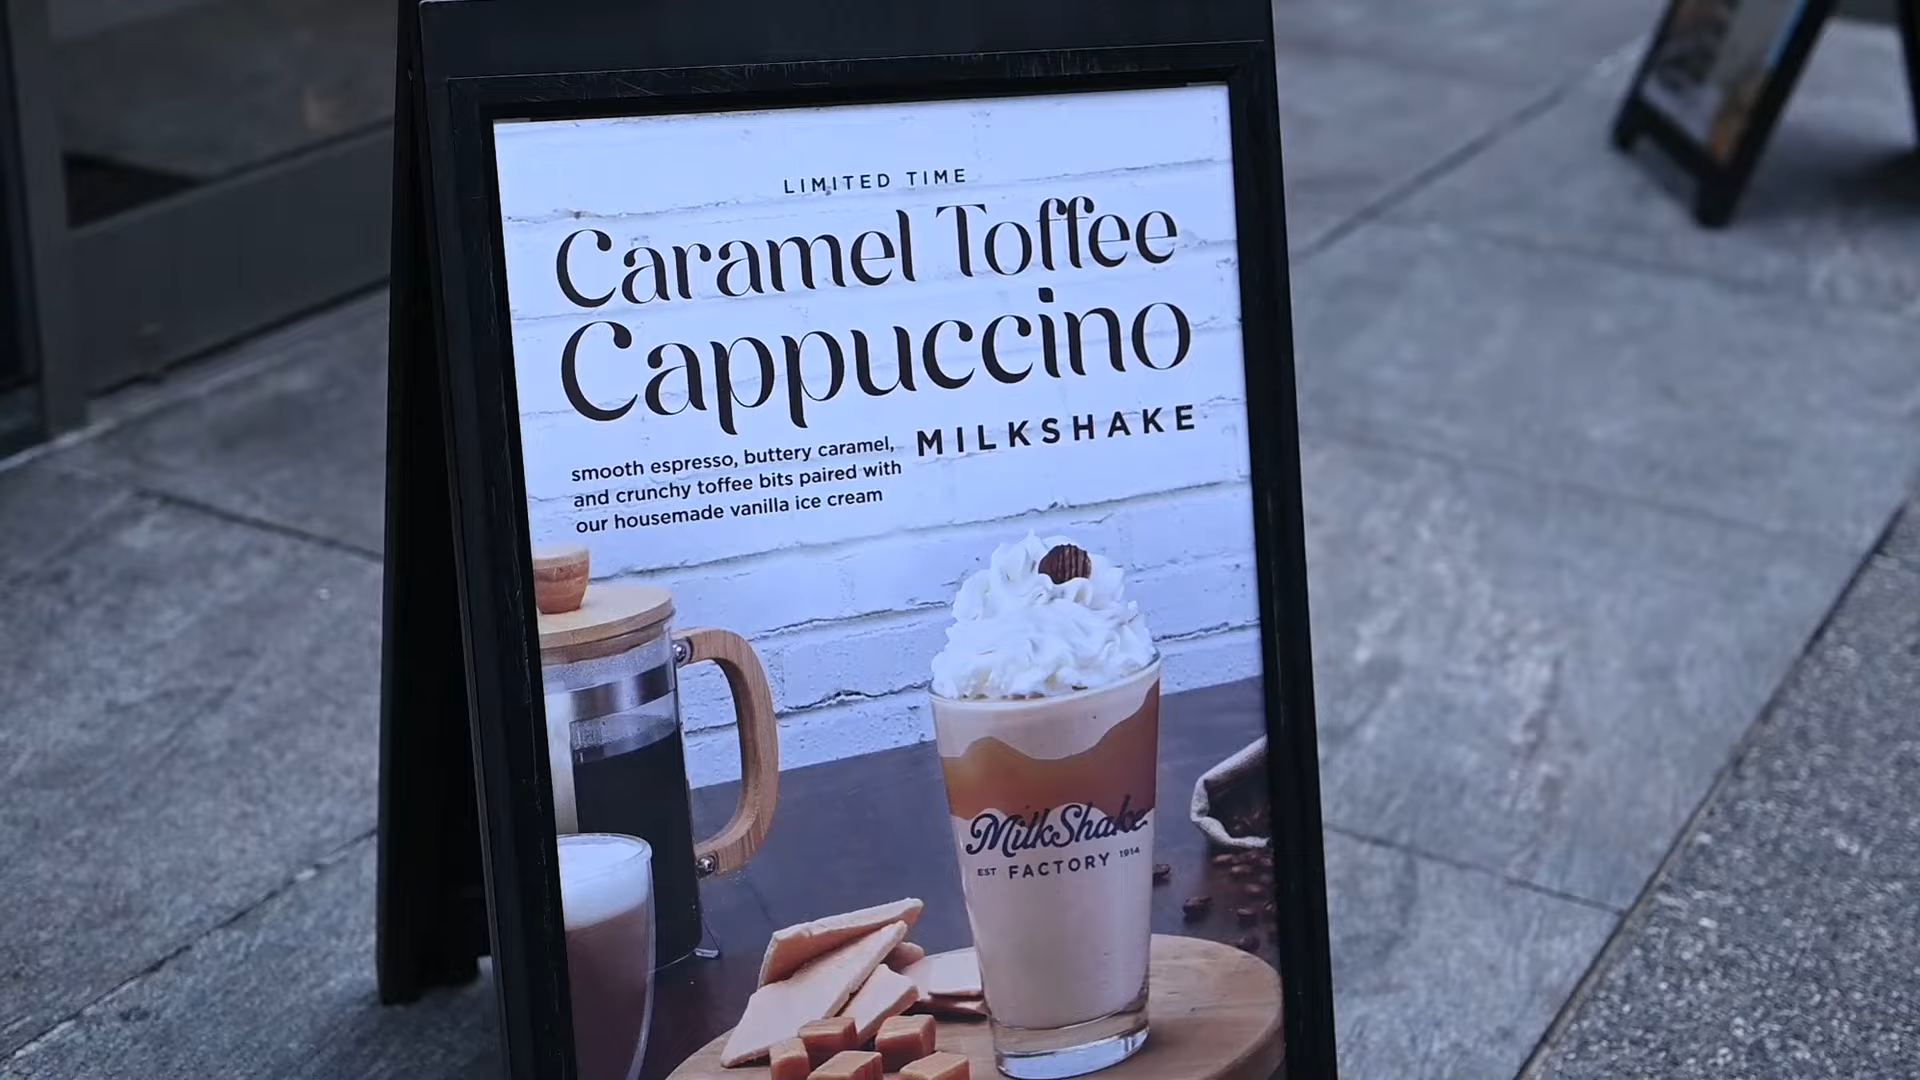 LIMITED TIME
Caramel Toffee
Cappuccino
MILKSHAKE
smooth espresso, buttery caramel,
and crunchy toffee bits paired with
our housemade vanilla ice cream
MilkShake
EST FACTORY 1914